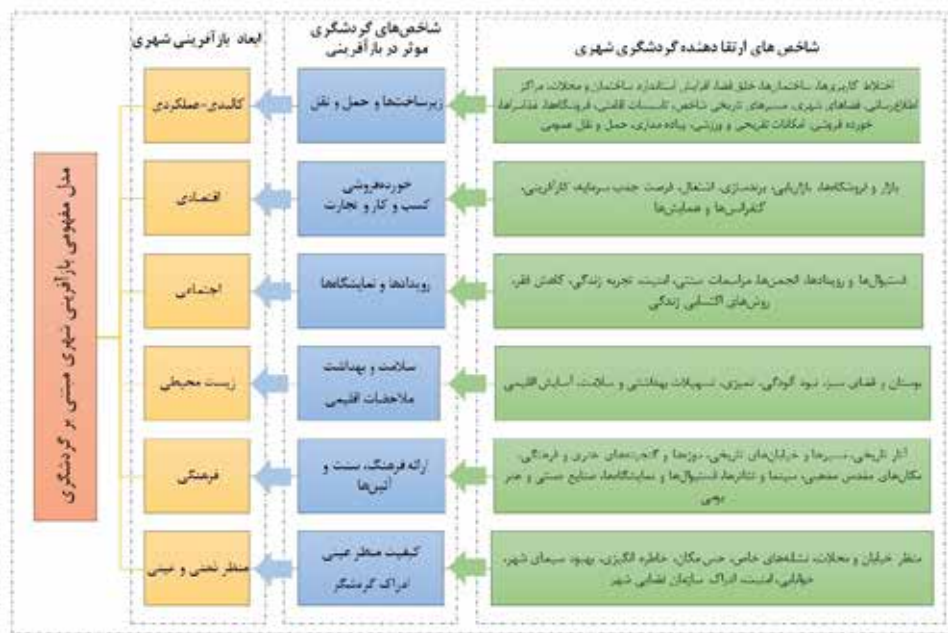 شاخص های ارتقا دهنده گردشگری شهری
شاخص‌های گردشگری
موثر در بازآفرینی
ابعاد بازآفرینی شهری
اختلاط کاربری‌ها، ساختمان‌ها، خلق فضا، افزایش استاندارد ساختمان و محلات، مراکز
اطلاع‌رسانی، فضاهای شهری، مسیرهای تاریخی شاخص، تاسیسات اقامتی، فروشگاه‌ها، غذاسراها،
خورده فروشی، امکانات تفریحی و ورزشی، پیاده مداری، حمل و نقل عمومی
زیرساخت‌ها و حمل و نقل
کالبدی-عملکردی
بازار و فروشگاه‌ها، بازاریابی، برندسازی، اشتغال، فرصت جذب سرمایه، کارآفرینی،
کنفرانس‌ها و همایش‌ها
خورده‌فروشی
کسب و کار و تجارت
اقتصادی
فستیوال‌ها و رویدادها، انجمن‌ها، مراسمات سنتی، امنیت، تجربه زندگی، کاهش فقر،
روش‌های اکتسابی زندگی
رویدادها و نمایشگاه‌ها
اجتماعی
بوستان و فضای سبز، نبود آلودگی، تمیزی، تسهیلات بهداشتی و سلامت، آسایش اقلیمی
سلامت و بهداشت
ملاحضات اقلیمی
زیست محیطی
آثار تاریخی، مسیرها و خیابان‌های تاریخی، موزها و گنجینه‌های هنری و فرهنگی،
مکان‌های مقدس مذهبی، سینما و تئاترها، فستیوال‌ها و نمایشگاه‌ها، صنایع دستی و هنر
بومی
ارائه فرهنگ، سنت و
آئین‌ها
فرهنگی
منظر خیابان و محلات، نشانه‌های خاص، حس مکان، خاطره انگیزی، بهبود سیمای شهر،
خوانایی، امنیت، ادراک سازمان فضایی شهر
کیفیت منظر عینی
ادراک گردشگر
منظر ذهنی و عینی
مدل مفهومی بازآفرینی شهری مبتنی بر گردشگری